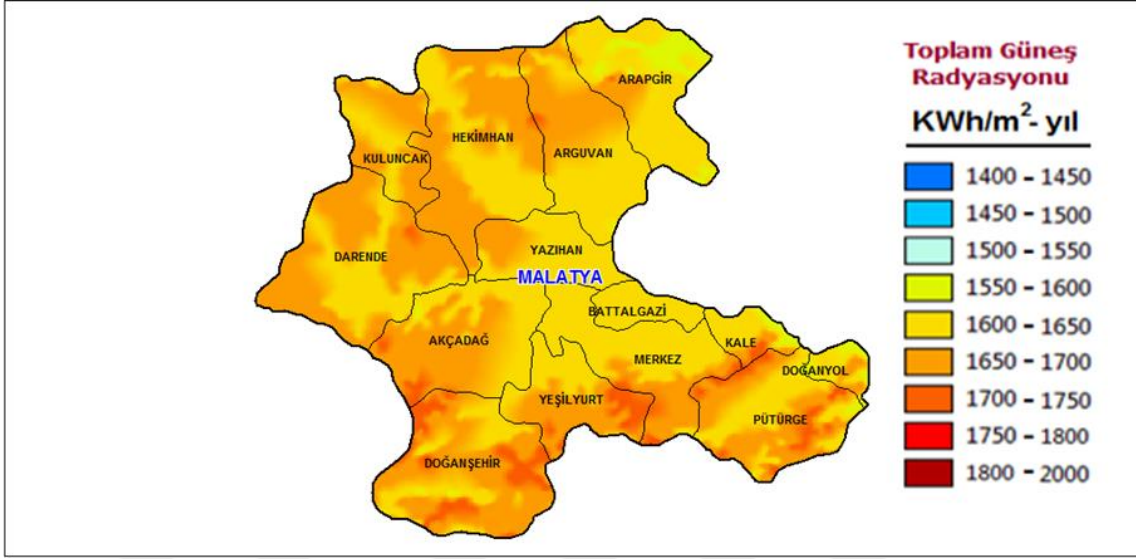 ARAPGİR
HEKİMHAN
ARGUVAN
KULUNCAK
YAZIHAN
DARENDE
MALATYA
BATTALGAZİ
AKÇADAĞ
KALE
MERKEZ
DOĞANYOL
YEŞİLYURT
PÜTÜRGE
DOĞANŞEHİR
Toplam Güneş
Radyasyonu
KWh/m²- yıl
1400 - 1450
1450 - 1500
1500 - 1550
1550 - 1600
1600 - 1650
1650 - 1700
1700 - 1750
1750 - 1800
1800 - 2000